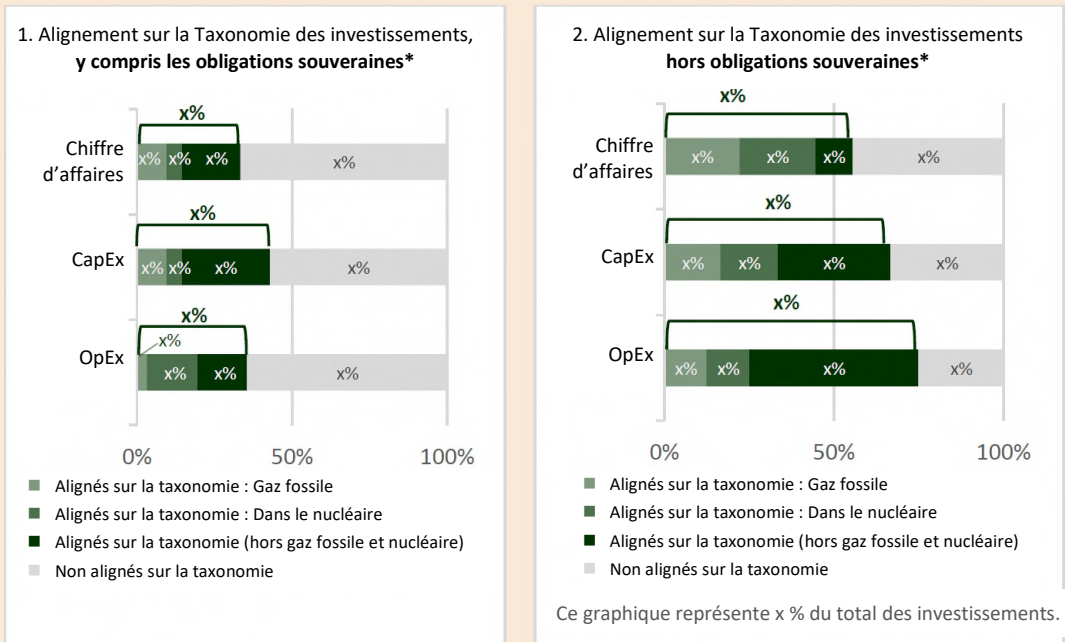 1. Alignement sur la Taxonomie des investissements,
y compris les obligations souveraines*
x%
Chiffre
d’affaires
x% x% x% x%
x%
CapEx
x% x% x% x%
x%
x%
OpEx
x% x% x%
0% 50% 100%
Alignés sur la taxonomie : Gaz fossile
Alignés sur la taxonomie : Dans le nucléaire
Alignés sur la taxonomie (hors gaz fossile et nucléaire)
Non alignés sur la taxonomie
2. Alignement sur la Taxonomie des investissements
hors obligations souveraines*
x%
Chiffre
d’affaires
x% x% x% x%
x%
CapEx
x% x% x% x%
x%
OpEx
x% x% x% x%
0% 50% 100%
Alignés sur la taxonomie : Gaz fossile
Alignés sur la taxonomie : Dans le nucléaire
Alignés sur la taxonomie (hors gaz fossile et nucléaire)
Non alignés sur la taxonomie
Ce graphique représente x % du total des investissements.